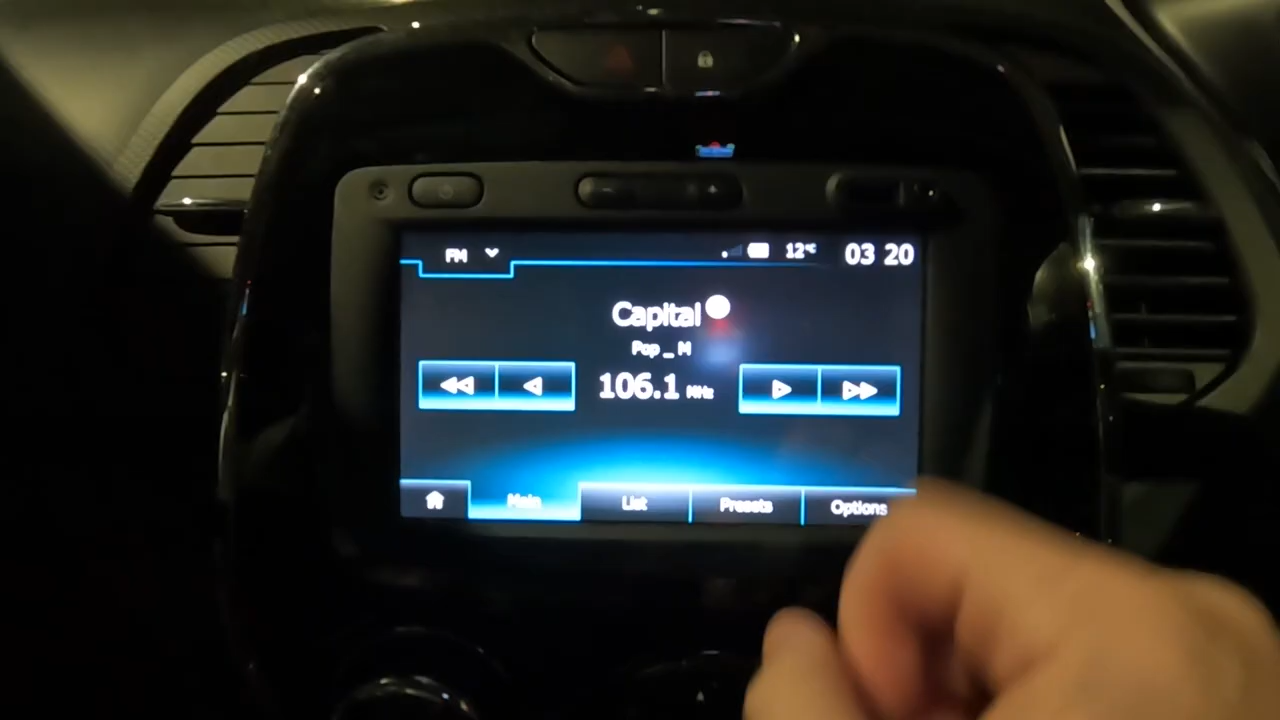 FM
12°C
03 20
Capital
Pop _ M
106.1 MHz
Main
List
Presets
Options